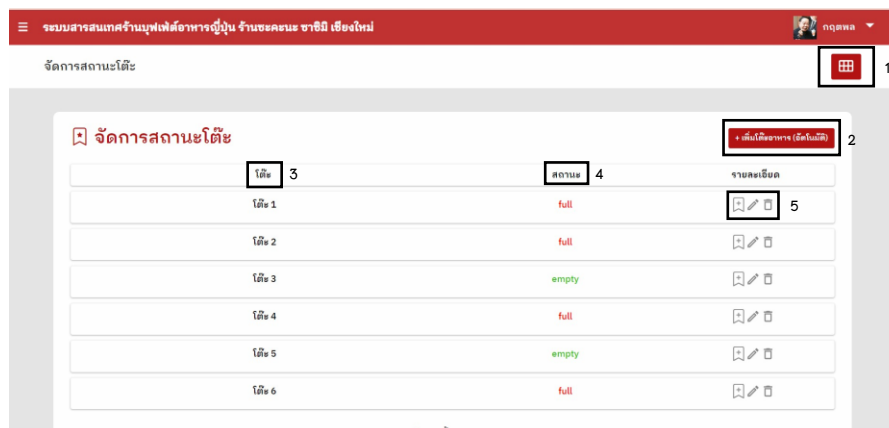 ระบบสารสนเทศร้านบุฟเฟ่ต์อาหารญี่ปุ่น ร้านซะคะนะ ซาซิมิ เชียงใหม่
กฤตพล
จัดการสถานะโต๊ะ
1
จัดการสถานะโต๊ะ
+ เพิ่มโต๊ะอาหาร (อัตโนมัติ)
2
โต๊ะ 3 สถานะ 4 รายละเอียด
โต๊ะ 1 full 5
โต๊ะ 2 full
โต๊ะ 3 empty
โต๊ะ 4 full
โต๊ะ 5 empty
โต๊ะ 6 full